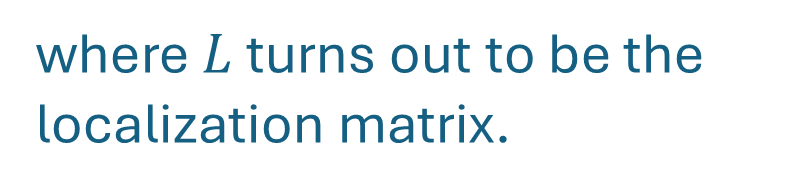 where L turns out to be the
localization matrix.